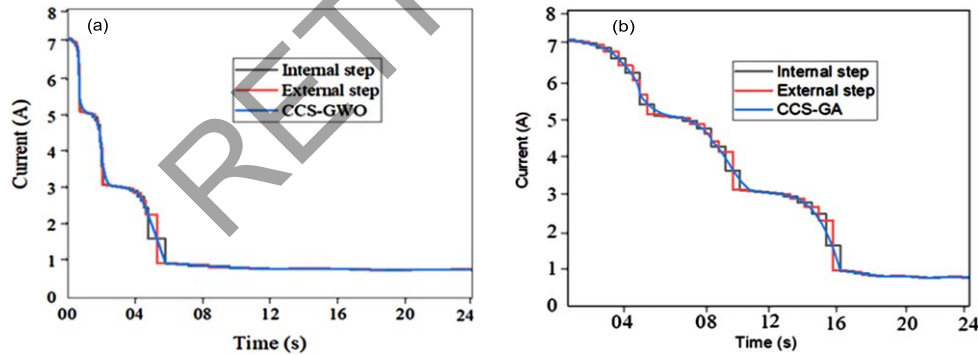 (a)
8
7
6
5
4
3
2
1
0
Current (A)
Internal step
External step
CCS-GWO
00 04 08 12 16 20 24
Time (s)
RET
(b)
8
7
6
5
4
3
2
1
0
Current (A)
Internal step
External step
CCS-GA
04 08 12 16 20 24
Time (s)